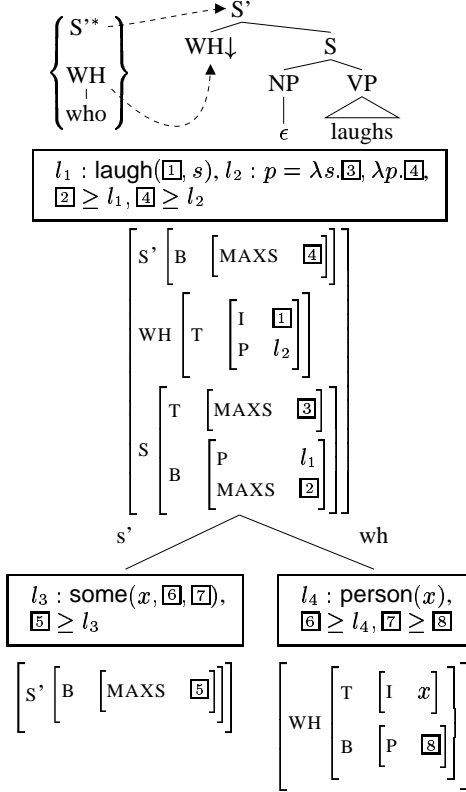 S'* S'
WH↓ S
WH NP VP
who ϵ laughs
l₁ : laugh(1, s), l₂ : p = λs.3, λp.4,
2 ≥ l₁, 4 ≥ l₂
S' B MAXS 4
WH T I 1
P l₂
S T MAXS 3
B P l₁
MAXS 2
s' wh
l₃ : some(x, 6, 7),
5 ≥ l₃
l₄ : person(x),
6 ≥ l₄, 7 ≥ 8
S' B MAXS 5
WH T I x
B P 8